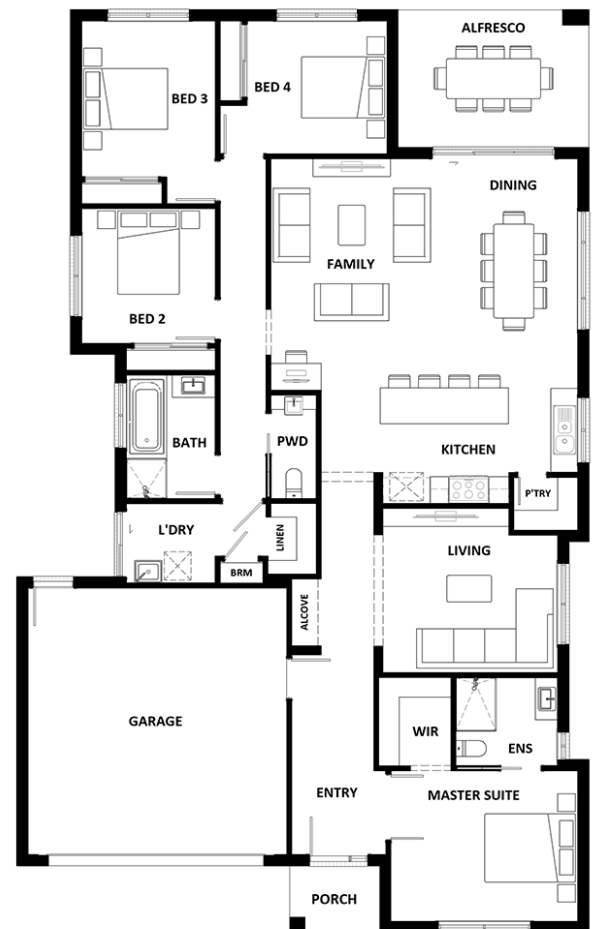 ALFRESCO
BED 3
BED 4
DINING
FAMILY
BED 2
BATH
PWD
KITCHEN
P'TRY
L'DRY
LINEN
LIVING
BRM
ALCOVE
GARAGE
WIR
ENS
ENTRY
MASTER SUITE
PORCH